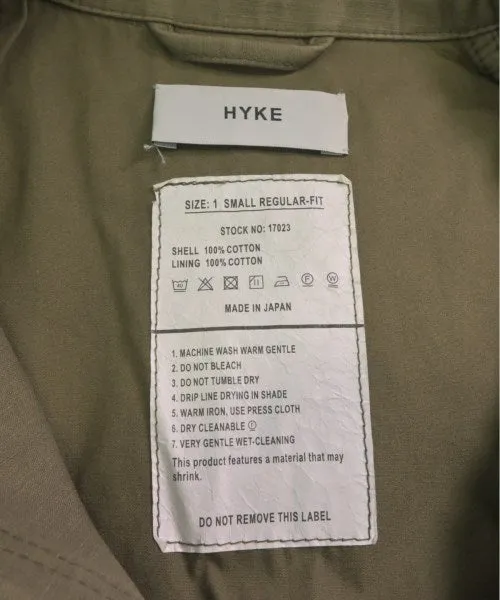 HYKE
SIZE: 1 SMALL REGULAR-FIT
STOCK NO: 17023
SHELL 100% COTTON
LINING 100% COTTON
MADE IN JAPAN
1. MACHINE WASH WARM GENTLE
2. DO NOT BLEACH
3. DO NOT TUMBLE DRY
4. DRIP LINE DRYING IN SHADE
5. WARM IRON, USE PRESS CLOTH
6. DRY CLEANABLE Ⓕ
7. VERY GENTLE WET-CLEANING
This product features a material that may
shrink.
DO NOT REMOVE THIS LABEL